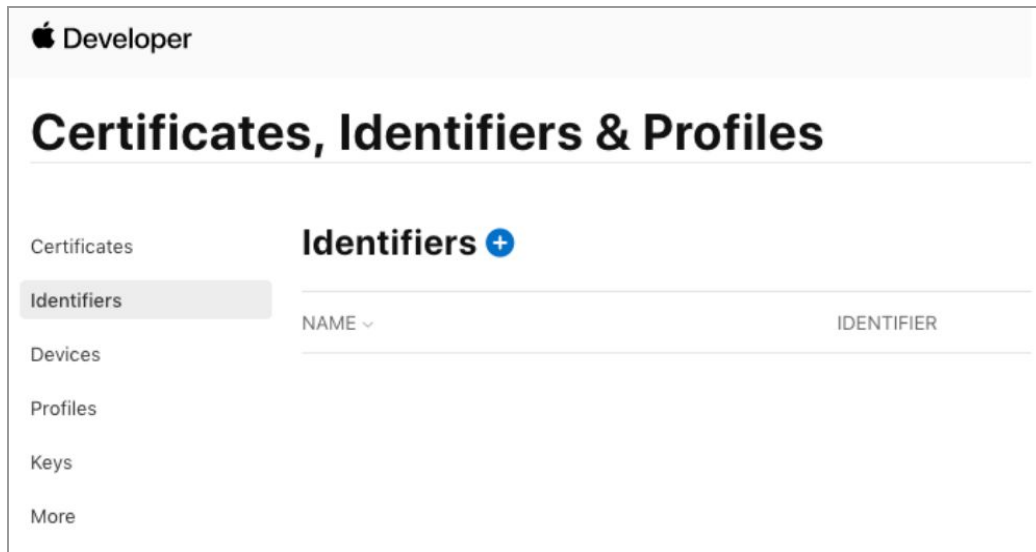 Developer
Certificates, Identifiers & Profiles
Certificates
Identifiers
Devices
Profiles
Keys
More
Identifiers
NAME
IDENTIFIER